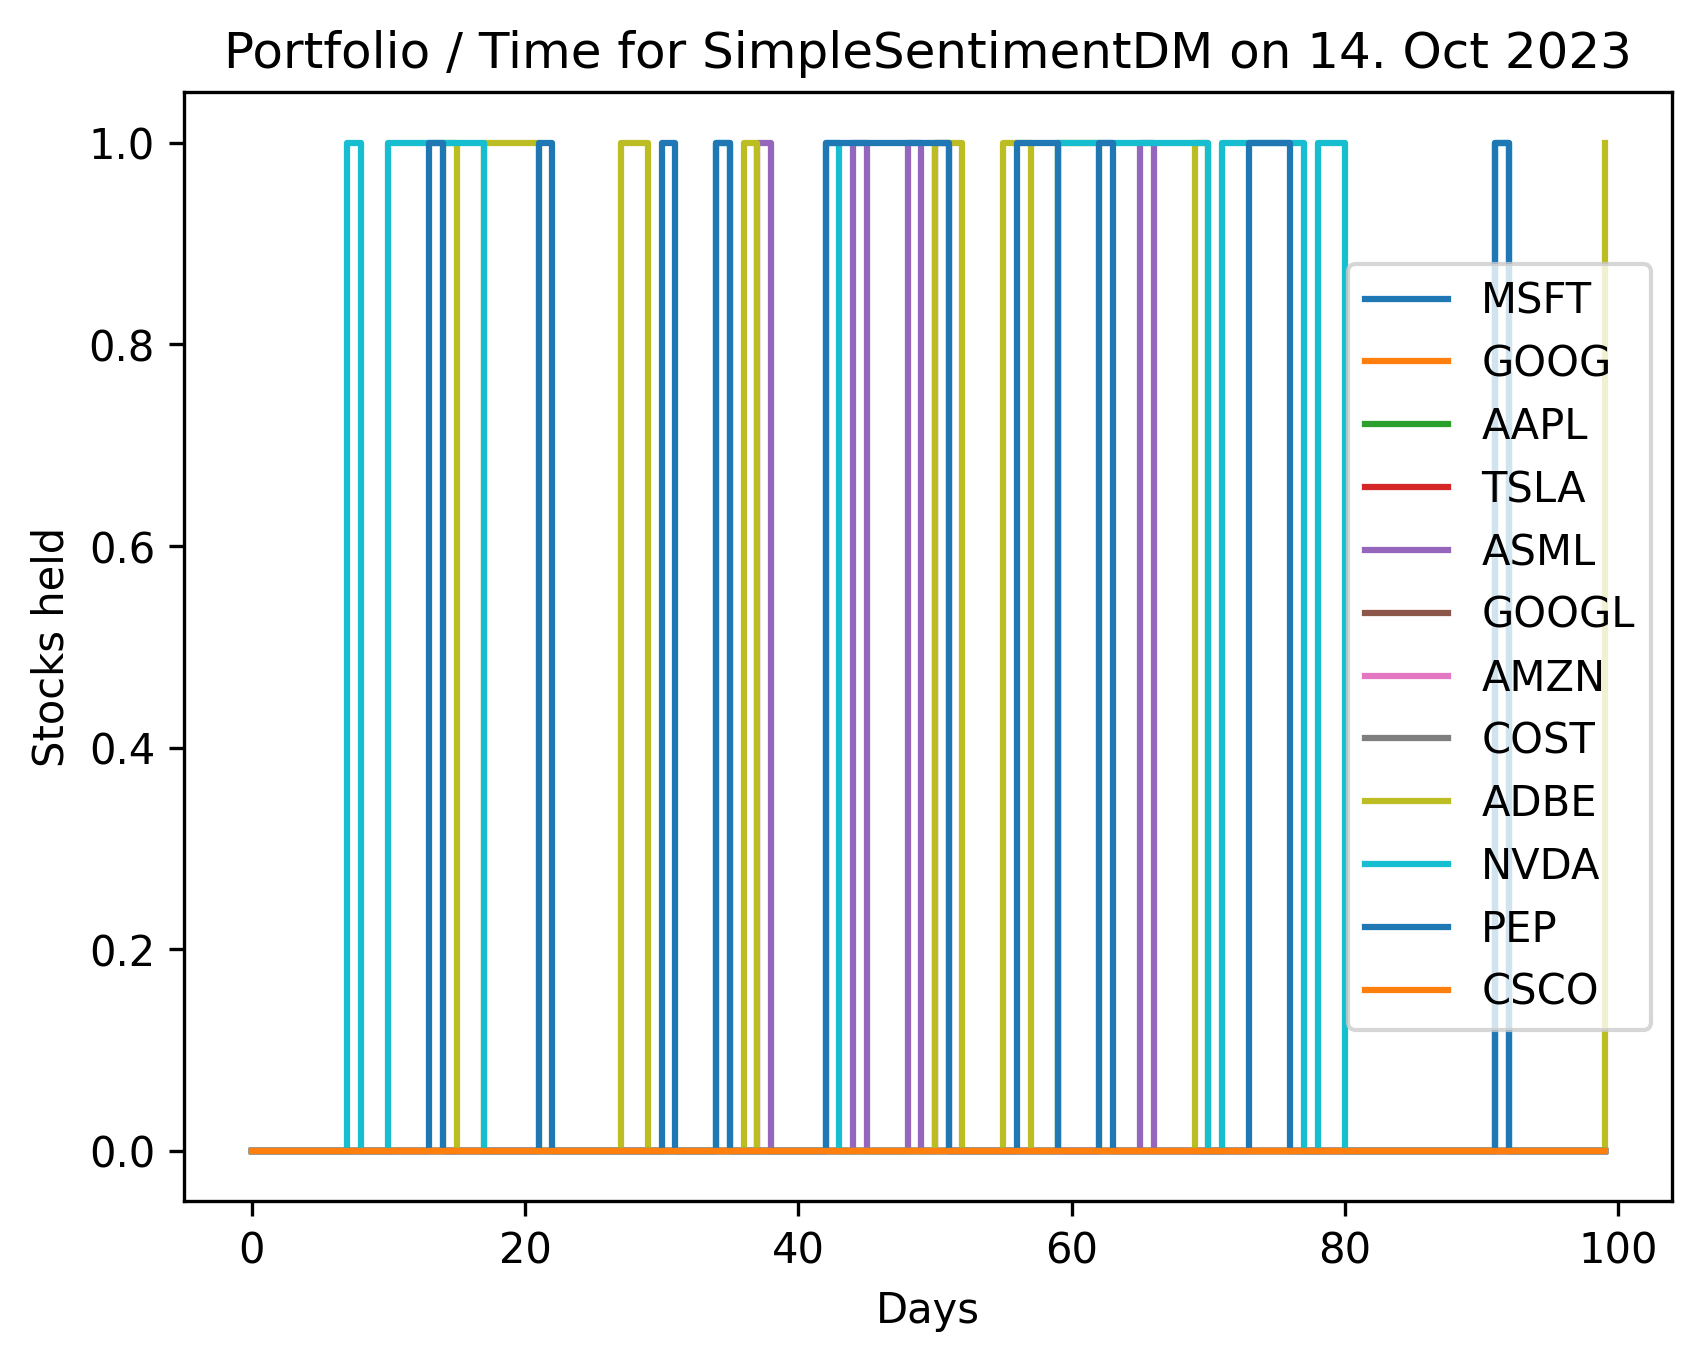 Portfolio / Time for SimpleSentimentDM on 14. Oct 2023
1.0
0.8
0.6
0.4
0.2
0.0
Stocks held
MSFT
GOOG
AAPL
TSLA
ASML
GOOGL
AMZN
COST
ADBE
NVDA
PEP
CSCO
0 20 40 60 80 100
Days